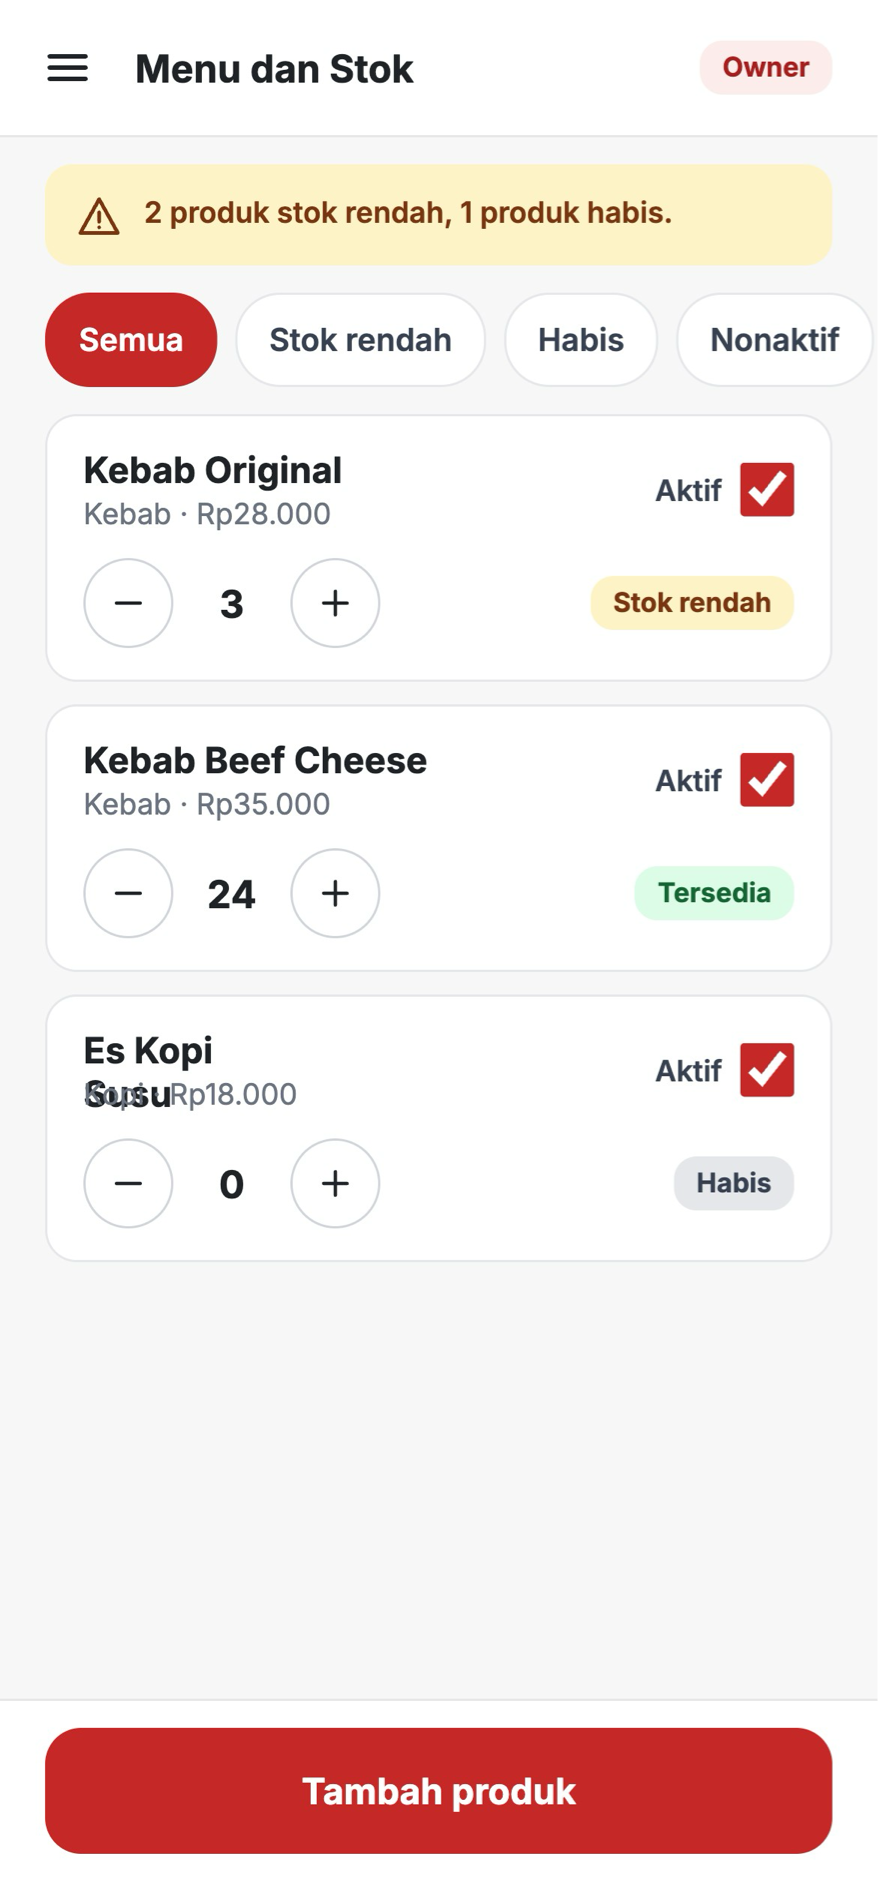 Menu dan Stok
Owner
2 produk stok rendah, 1 produk habis.
Semua
Stok rendah
Habis
Nonaktif
Kebab Original
Aktif
Kebab · Rp28.000
3
Stok rendah
Kebab Beef Cheese
Aktif
Kebab · Rp35.000
24
Tersedia
Es Kopi
Susu
Aktif
Kopi · Rp18.000
0
Habis
Tambah produk